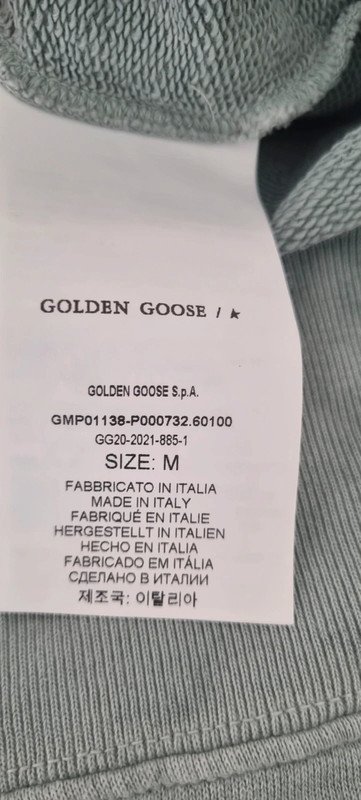 GOLDEN GOOSE / ★
GOLDEN GOOSE S.p.A.
GMP01138-P000732.60100
GG20-2021-885-1
SIZE: M
FABBRICATO IN ITALIA
MADE IN ITALY
FABRIQUÉ EN ITALIE
HERGESTELLT IN ITALIEN
HECHO EN ITALIA
FABRICADO EM ITÁLIA
СДЕЛАНО В ИТАЛИИ
제조국: 이탈리아